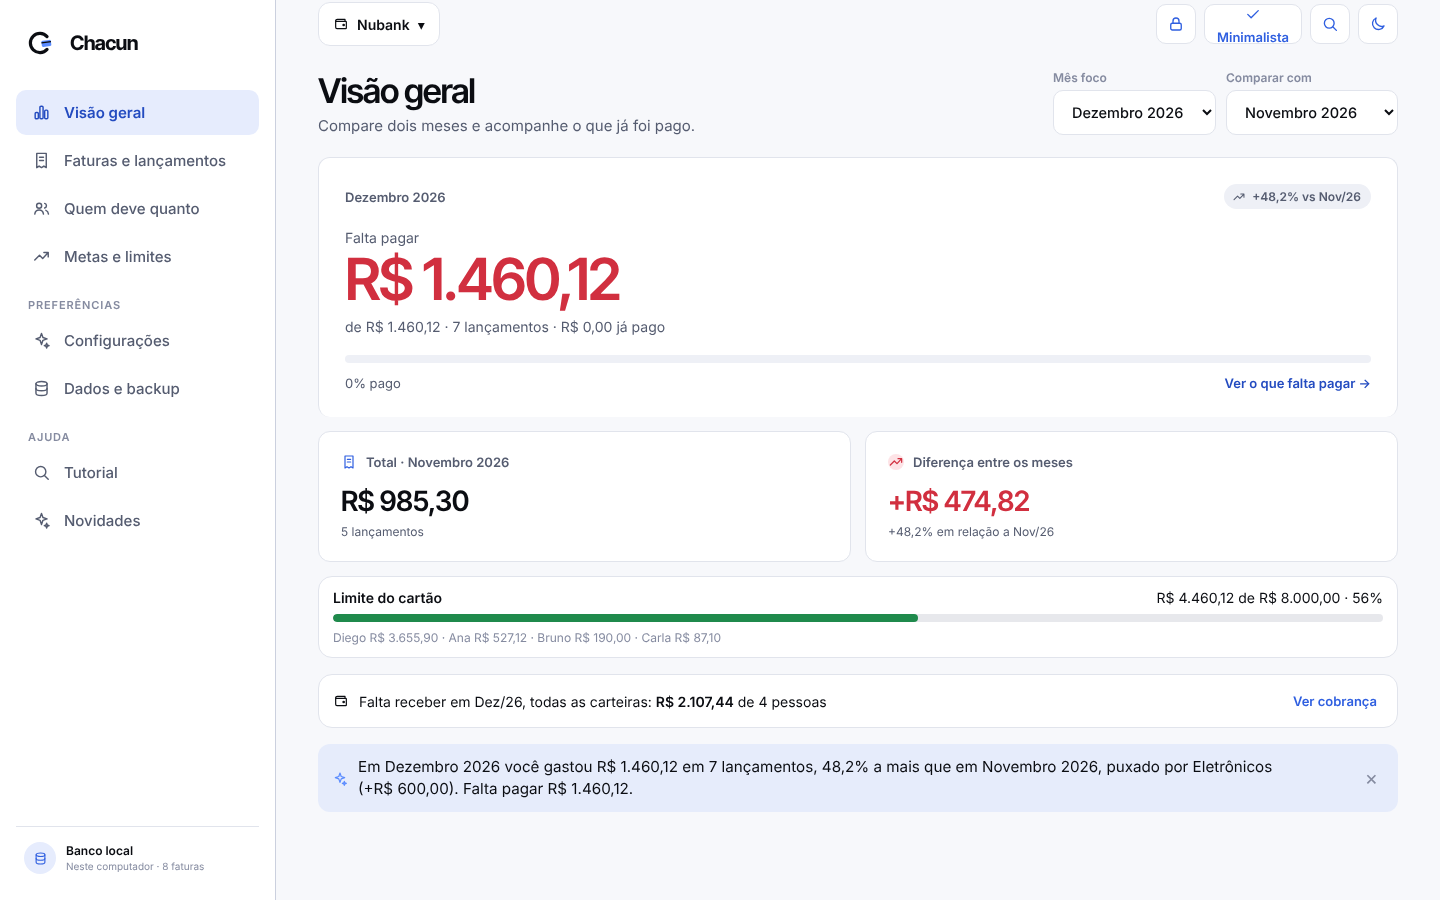 Chacun
Visão geral
Faturas e lançamentos
Quem deve quanto
Metas e limites
PREFERÊNCIAS
Configurações
Dados e backup
AJUDA
Tutorial
Novidades
Banco local
Neste computador · 8 faturas
Nubank ▾
Minimalista
Visão geral
Compare dois meses e acompanhe o que já foi pago.
Mês foco
Dezembro 2026
Comparar com
Novembro 2026
Dezembro 2026
+48,2% vs Nov/26
Falta pagar
R$ 1.460,12
de R$ 1.460,12 · 7 lançamentos · R$ 0,00 já pago
0% pago
Ver o que falta pagar →
Total · Novembro 2026
R$ 985,30
5 lançamentos
Diferença entre os meses
+R$ 474,82
+48,2% em relação a Nov/26
Limite do cartão
R$ 4.460,12 de R$ 8.000,00 · 56%
Diego R$ 3.655,90 · Ana R$ 527,12 · Bruno R$ 190,00 · Carla R$ 87,10
Falta receber em Dez/26, todas as carteiras: R$ 2.107,44 de 4 pessoas
Ver cobrança
Em Dezembro 2026 você gastou R$ 1.460,12 em 7 lançamentos, 48,2% a mais que em Novembro 2026, puxado por Eletrônicos
(+R$ 600,00). Falta pagar R$ 1.460,12.